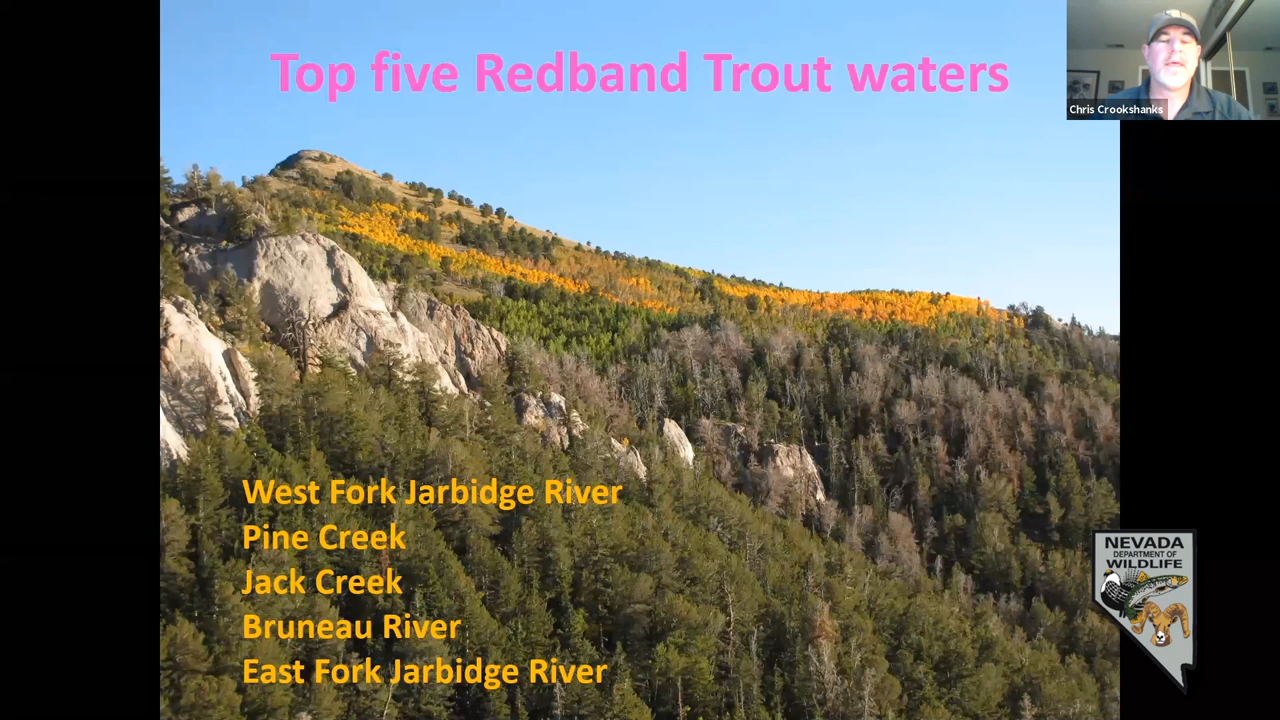 Top five Redband Trout waters
Chris Crookshanks
West Fork Jarbidge River
Pine Creek
Jack Creek
Bruneau River
East Fork Jarbidge River
NEVADA
DEPARTMENT OF
WILDLIFE